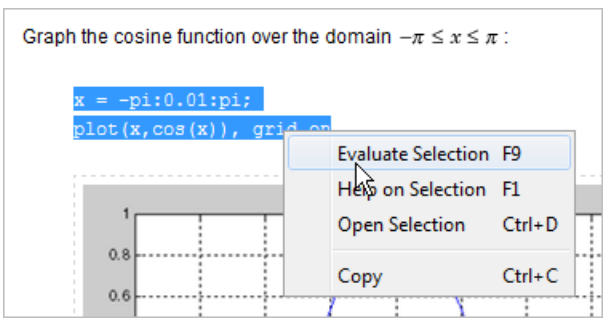 Graph the cosine function over the domain −π ≤ x ≤ π :
x = -pi:0.01:pi;
plot(x,cos(x)), grid on
Evaluate Selection F9
Help on Selection F1
Open Selection Ctrl+D
Copy Ctrl+C
1
0.8
0.6